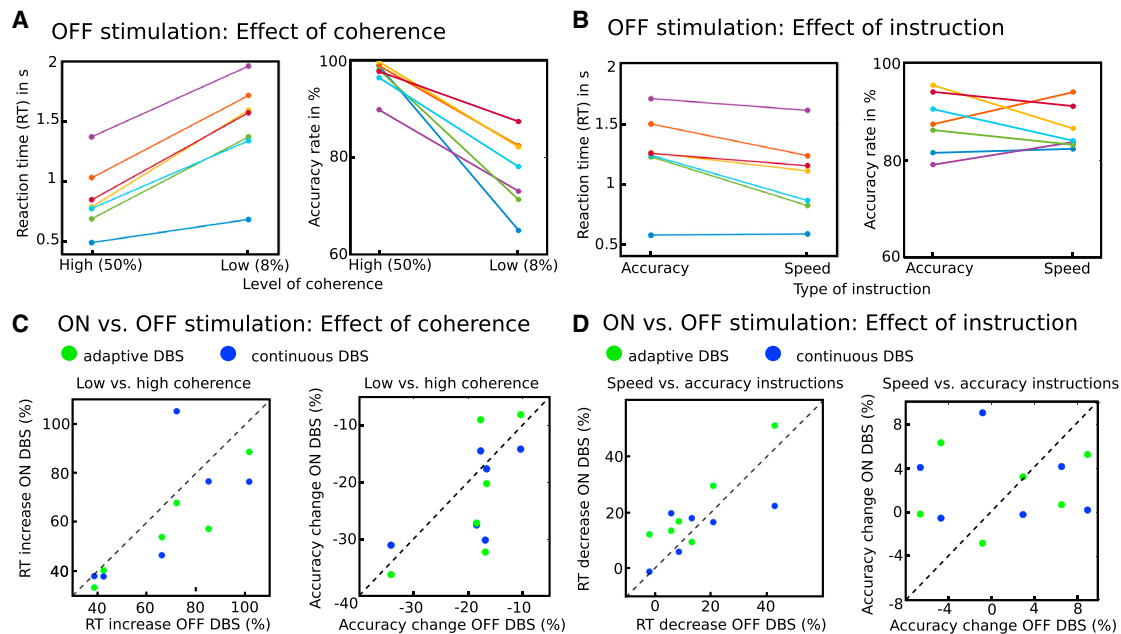 A
OFF stimulation: Effect of coherence
Reaction time (RT) in s
2
1.5
1
0.5
High (50%)
Low (8%)
Accuracy rate in %
100
80
60
High (50%)
Low (8%)
Level of coherence
B
OFF stimulation: Effect of instruction
Reaction time (RT) in s
2
1.5
1
0.5
Accuracy
Speed
Accuracy rate in %
100
80
60
Accuracy
Speed
Type of instruction
C
ON vs. OFF stimulation: Effect of coherence
adaptive DBS
continuous DBS
Low vs. high coherence
RT increase ON DBS (%)
100
80
60
40
40
60
80
100
RT increase OFF DBS (%)
Low vs. high coherence
Accuracy change ON DBS (%)
-10
-20
-30
-40
-30
-20
-10
Accuracy change OFF DBS (%)
D
ON vs. OFF stimulation: Effect of instruction
adaptive DBS
continuous DBS
Speed vs. accuracy instructions
RT decrease ON DBS (%)
40
20
0
0
20
40
RT decrease OFF DBS (%)
Speed vs. accuracy instructions
Accuracy change ON DBS (%)
8
4
0
-4
-8
-4
0
4
8
Accuracy change OFF DBS (%)